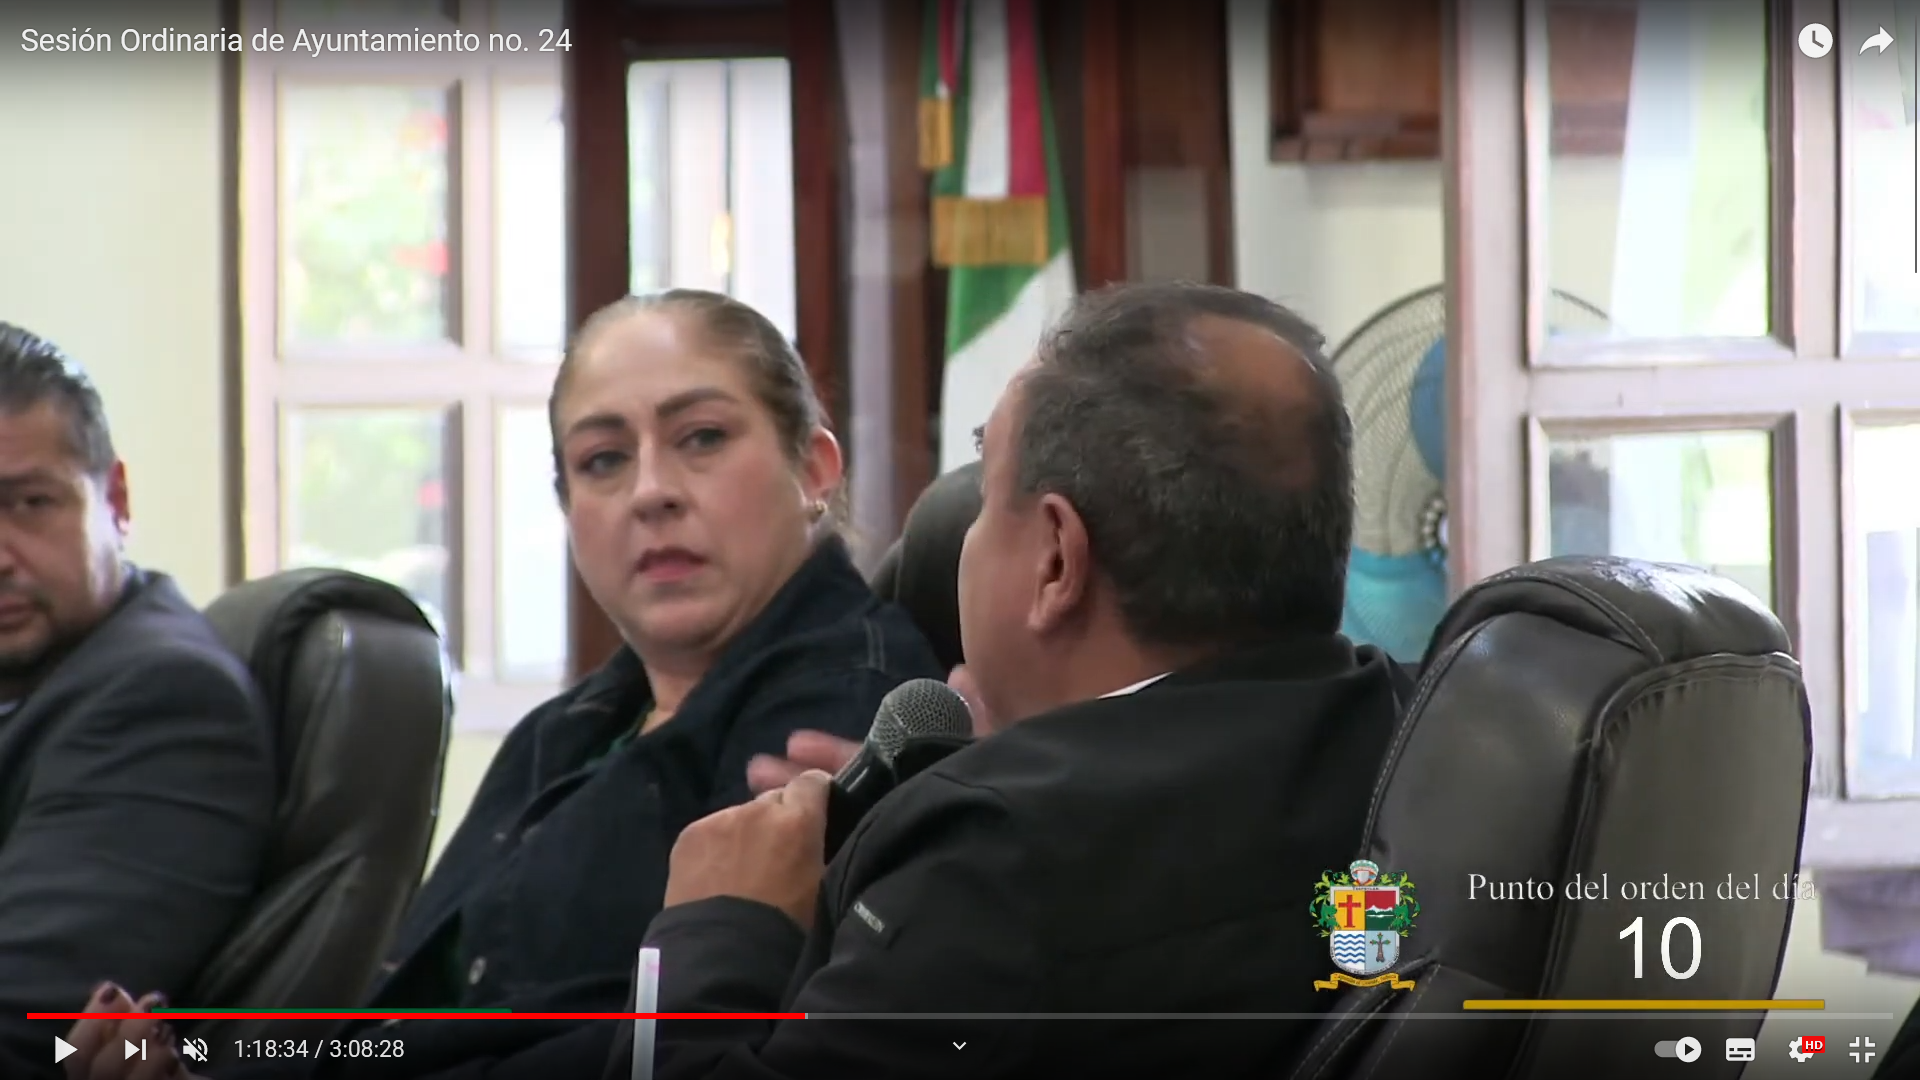 Sesión Ordinaria de Ayuntamiento no. 24
Punto del orden del día
10
1:18:34 / 3:08:28
HD